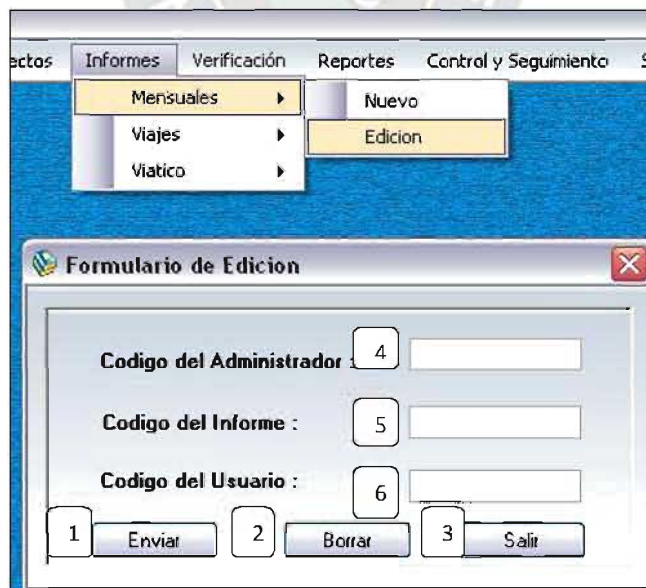 ectos Informes Verificación Reportes Control y Seguimiento S
Mensuales Nuevo
Viajes Edicion
Viatico
Formulario de Edicion
Codigo del Administrador : 4
Codigo del Informe : 5
Codigo del Usuario : 6
1 Enviar 2 Borrar 3 Salir